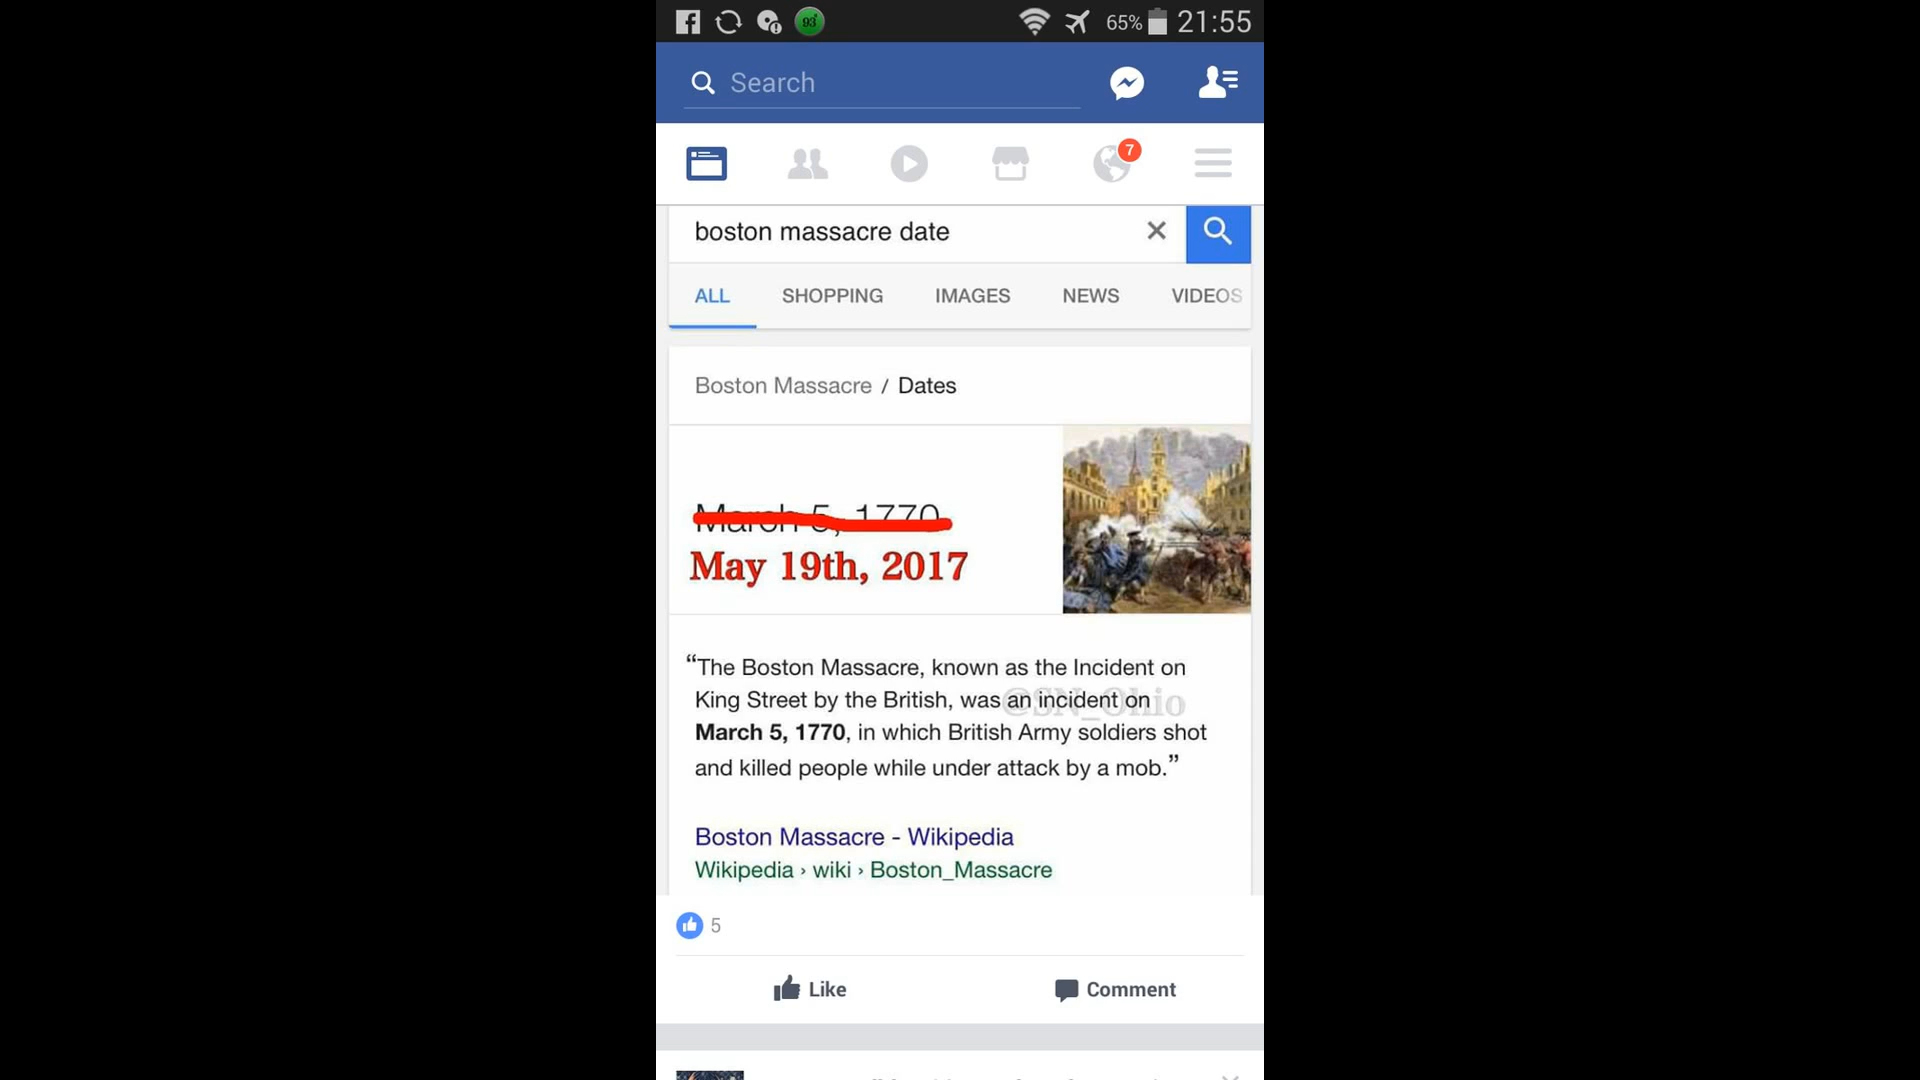 93°
65%
21:55
Search
7
boston massacre date
ALL
SHOPPING
IMAGES
NEWS
VIDEOS
Boston Massacre / Dates
March 5, 1770
May 19th, 2017
“The Boston Massacre, known as the Incident on
King Street by the British, was an incident on
@SN_Ohio
March 5, 1770, in which British Army soldiers shot
and killed people while under attack by a mob.”
Boston Massacre - Wikipedia
Wikipedia › wiki › Boston_Massacre
5
Like
Comment